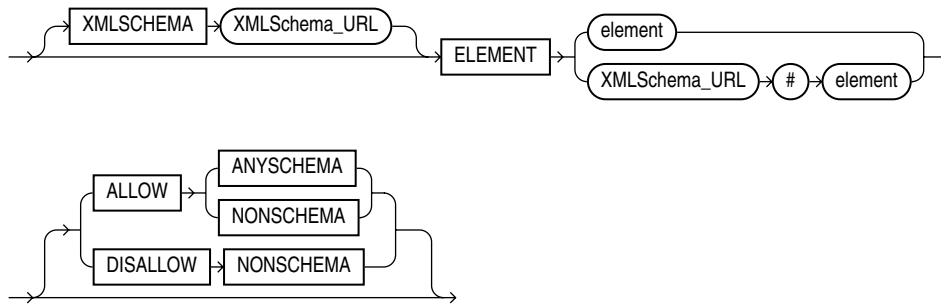 XMLSCHEMA XMLSchema_URL
ELEMENT
element
XMLSchema_URL # element
ANYSCHEMA
ALLOW
NONSCHEMA
DISALLOW NONSCHEMA